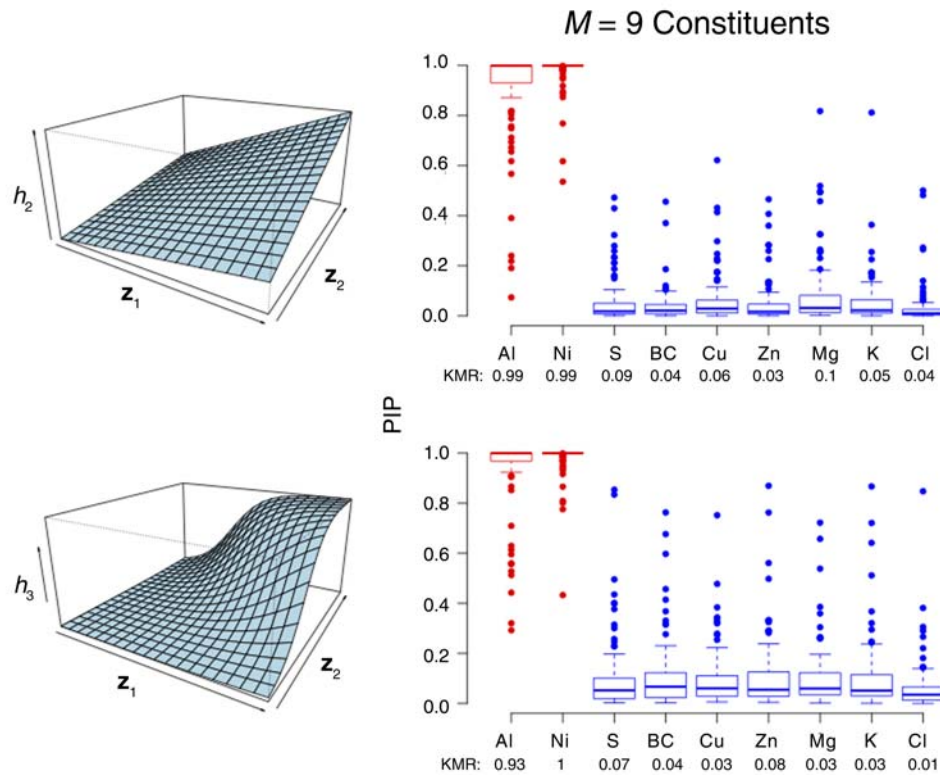 M = 9 Constituents
h2
z1
z2
1.0
0.8
0.6
0.4
0.2
0.0
Al Ni S BC Cu Zn Mg K Cl
KMR: 0.99 0.99 0.09 0.04 0.06 0.03 0.1 0.05 0.04
PIP
h3
z1
z2
1.0
0.8
0.6
0.4
0.2
0.0
Al Ni S BC Cu Zn Mg K Cl
KMR: 0.93 1 0.07 0.04 0.03 0.08 0.03 0.03 0.01